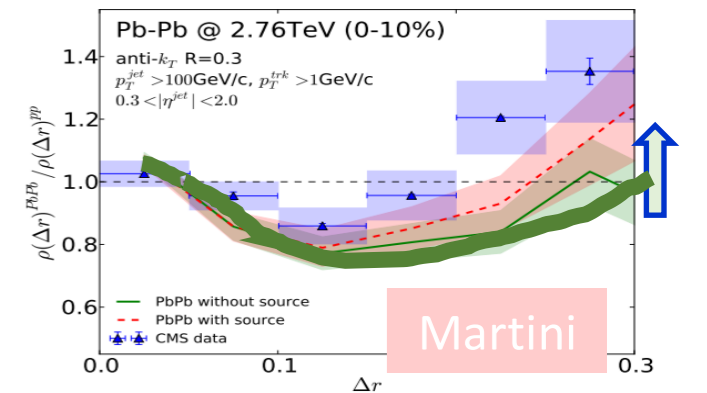 Pb-Pb @ 2.76TeV (0-10%)
anti-k_T R=0.3
p_T^{jet} >100GeV/c, p_T^{trk} >1GeV/c
0.3<|η^{jet}|<2.0
ρ(Δr)^{PbPb}/ρ(Δr)^{pp}
1.4
1.2
1.0
0.8
0.6
PbPb without source
PbPb with source
CMS data
Martini
0.0
0.1
0.3
Δr